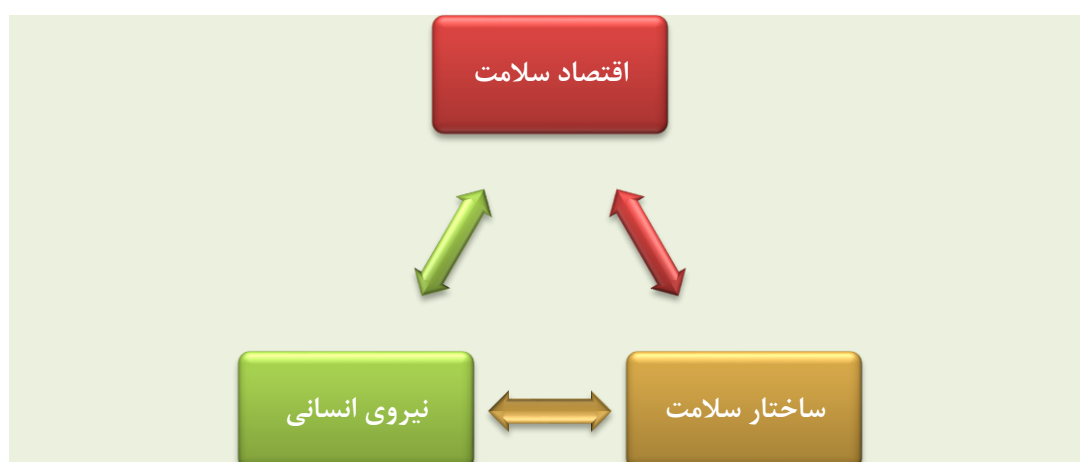 اقتصاد سلامت
ساختار سلامت
نیروی انسانی